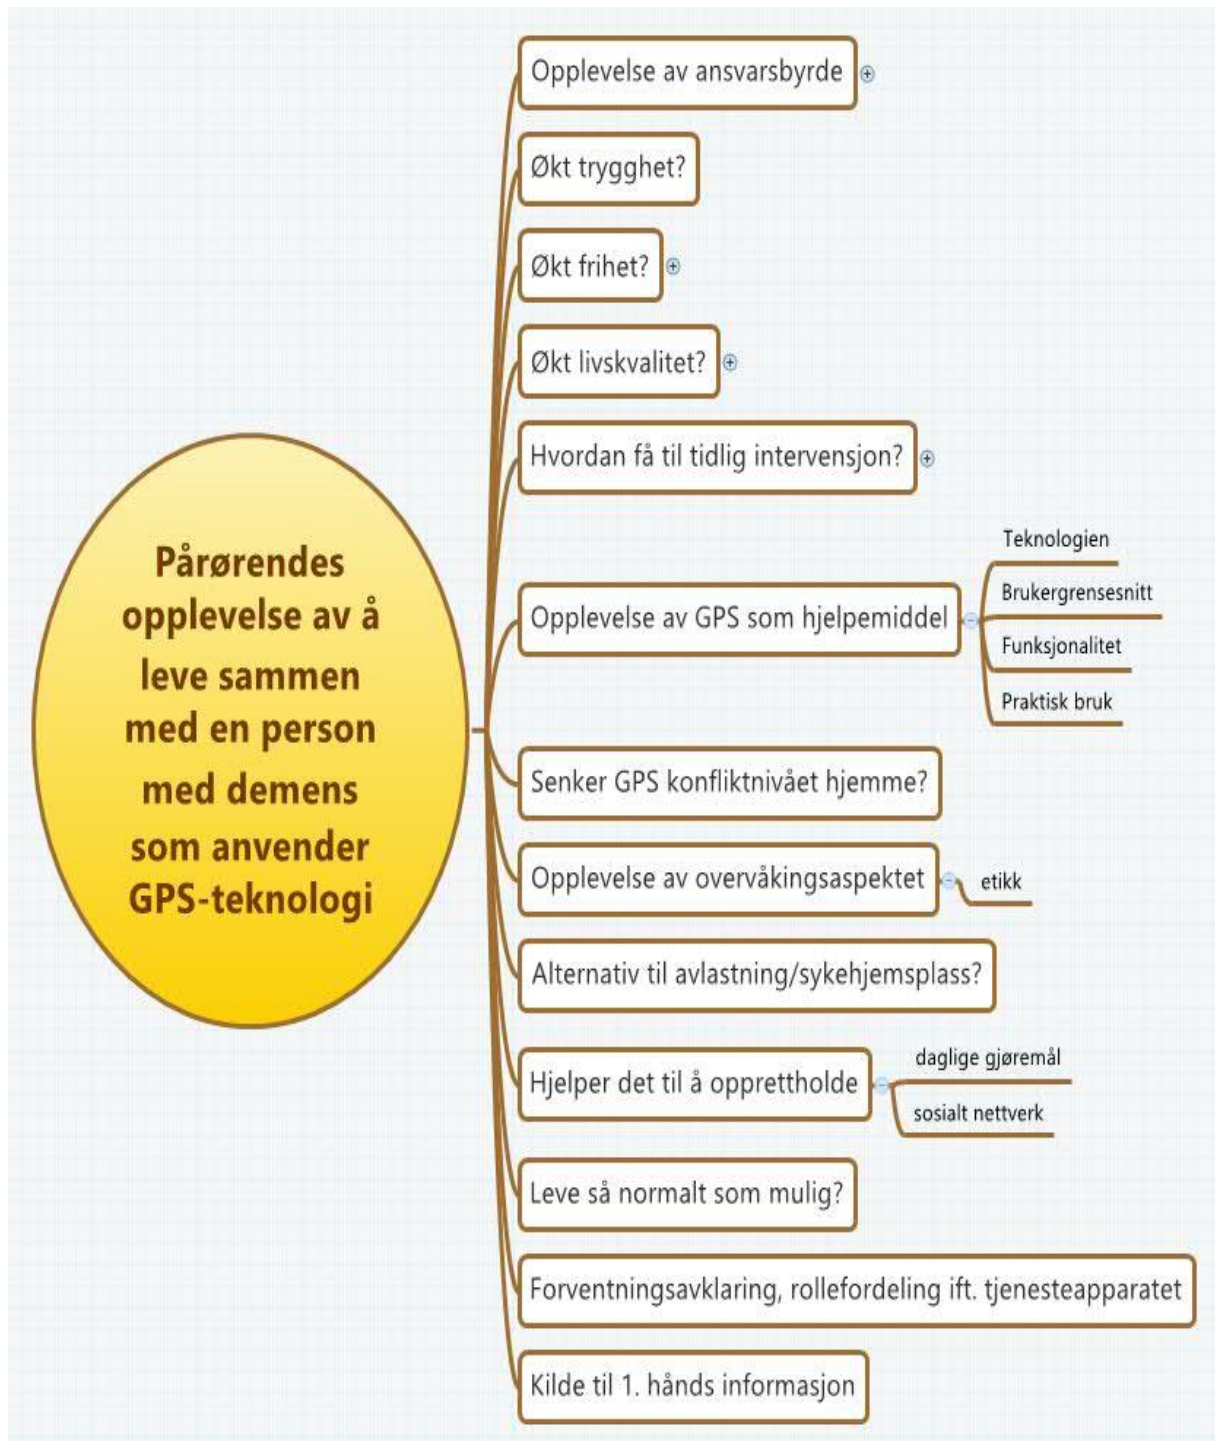 Opplevelse av ansvarsbyrde
Økt trygghet?
Økt frihet?
Økt livskvalitet?
Hvordan få til tidlig intervensjon?
Pårørendes
opplevelse av å
leve sammen
med en person
med demens
som anvender
GPS-teknologi
Opplevelse av GPS som hjelpemiddel
Teknologien
Brukergrensesnitt
Funksjonalitet
Praktisk bruk
Senker GPS konfliktnivået hjemme?
Opplevelse av overvåkingsaspektet
etikk
Alternativ til avlastning/sykehjemsplass?
Hjelper det til å opprettholde
daglige gjøremål
sosialt nettverk
Leve så normalt som mulig?
Forventningsavklaring, rollefordeling ift. tjenesteapparatet
Kilde til 1. hånds informasjon